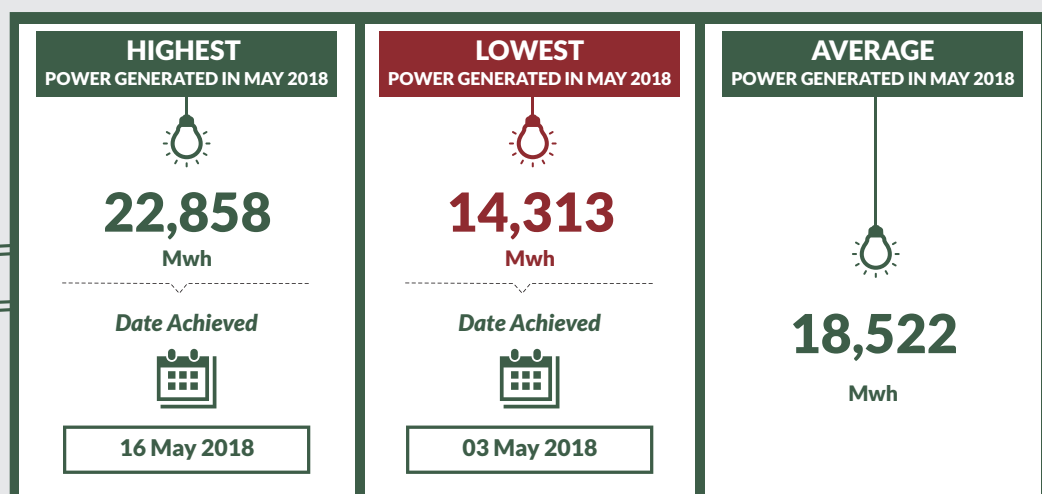 HIGHEST
POWER GENERATED IN MAY 2018
22,858
Mwh
Date Achieved
16 May 2018
LOWEST
POWER GENERATED IN MAY 2018
14,313
Mwh
Date Achieved
03 May 2018
AVERAGE
POWER GENERATED IN MAY 2018
18,522
Mwh